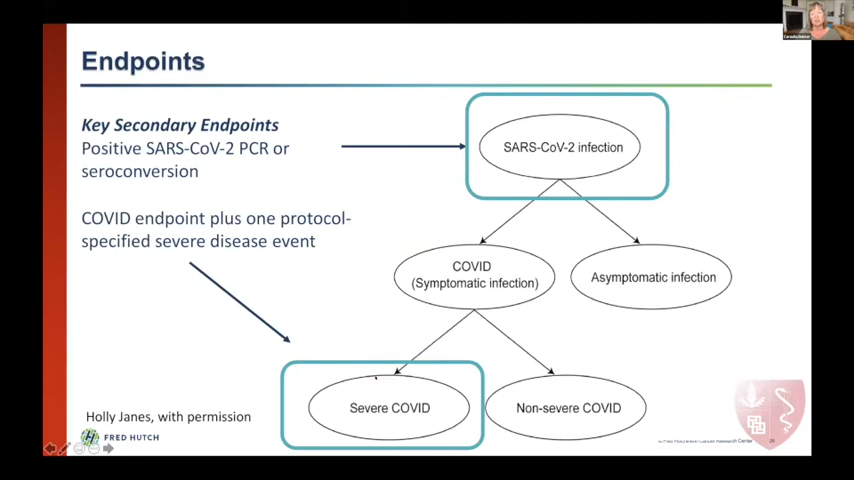 Endpoints
Key Secondary Endpoints
Positive SARS-CoV-2 PCR or
seroconversion
COVID endpoint plus one protocol-
specified severe disease event
SARS-CoV-2 infection
COVID
(Symptomatic infection)
Asymptomatic infection
Severe COVID
Non-severe COVID
Holly Janes, with permission
FRED HUTCH
Research Center